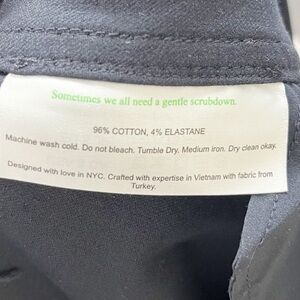 Sometimes we all need a gentle scrubdown.
96% COTTON, 4% ELASTANE
Machine wash cold. Do not bleach. Tumble Dry. Medium iron. Dry clean okay.
Designed with love in NYC. Crafted with expertise in Vietnam with fabric from
Turkey.